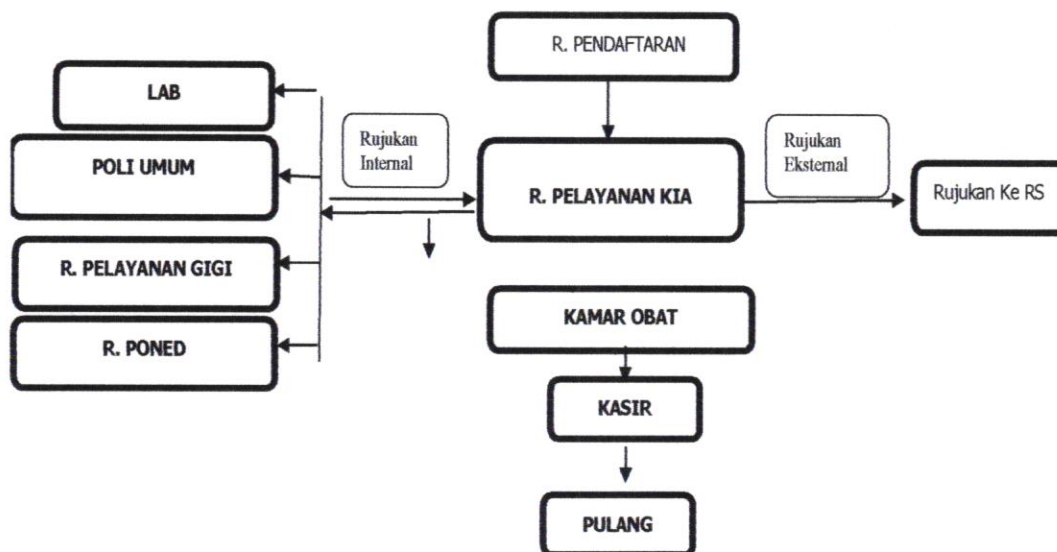 R. PENDAFTARAN
LAB
Rujukan
Internal
Rujukan
Eksternal
POLI UMUM
R. PELAYANAN KIA
Rujukan Ke RS
R. PELAYANAN GIGI
KAMAR OBAT
R. PONED
KASIR
PULANG